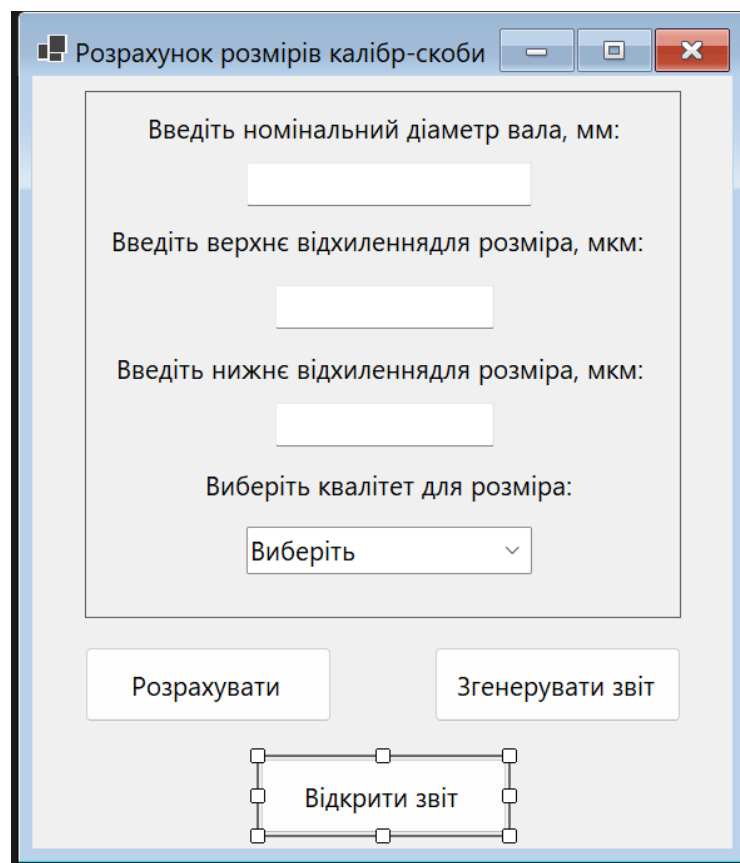 Розрахунок розмірів калібр-скоби
Введіть номінальний діаметр вала, мм:
Введіть верхнє відхиленнядля розміра, мкм:
Введіть нижнє відхиленнядля розміра, мкм:
Виберіть квалітет для розміра:
Виберіть
Розрахувати
Згенерувати звіт
Відкрити звіт